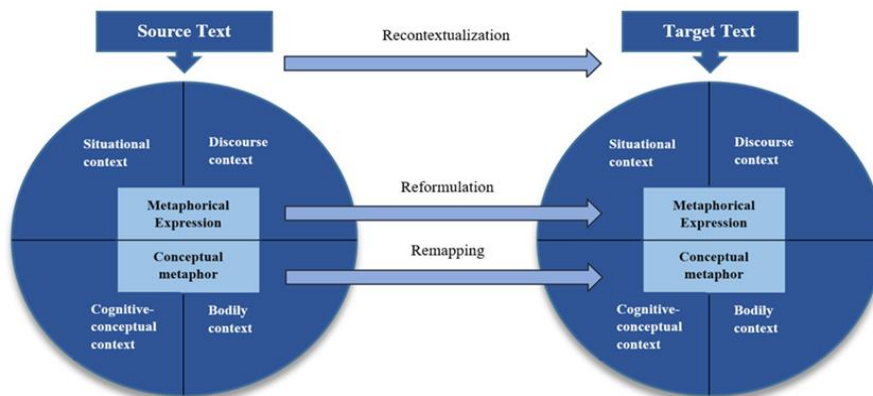 Source Text
Recontextualization
Target Text
Situational
context
Discourse
context
Metaphorical
Expression
Conceptual
metaphor
Cognitive-
conceptual
context
Bodily
context
Reformulation
Remapping
Situational
context
Discourse
context
Metaphorical
Expression
Conceptual
metaphor
Cognitive-
conceptual
context
Bodily
context